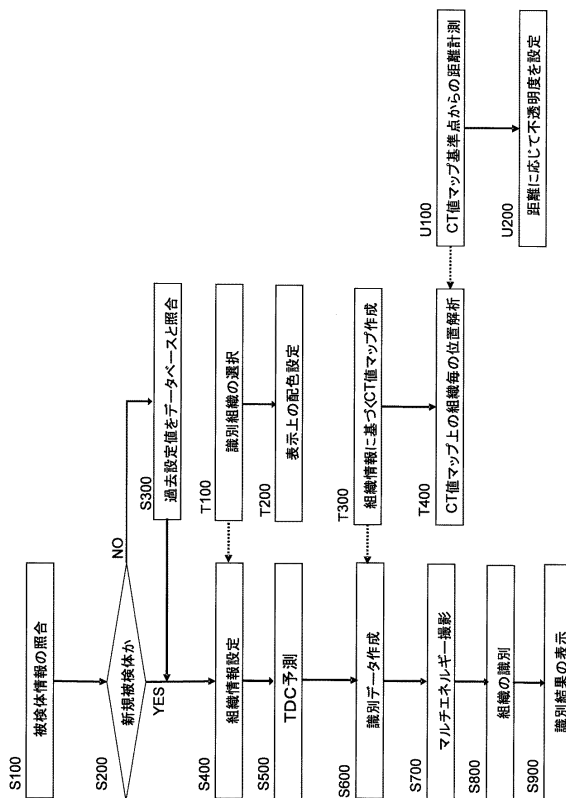 S100
被検体情報の照合
S200
新規被検体か
NO
YES
S300
過去設定値をデータベースと照合
S400
組織情報設定
T100
識別組織の選択
T200
表示上の配色設定
S500
TDC予測
S600
識別データ作成
T300
組織情報に基づくCT値マップ作成
T400
CT値マップ上の組織毎の位置解析
U100
CT値マップ基準点からの距離計測
U200
距離に応じて不透明度を設定
S700
マルチエネルギー撮影
S800
組織の識別
S900
識別結果の表示